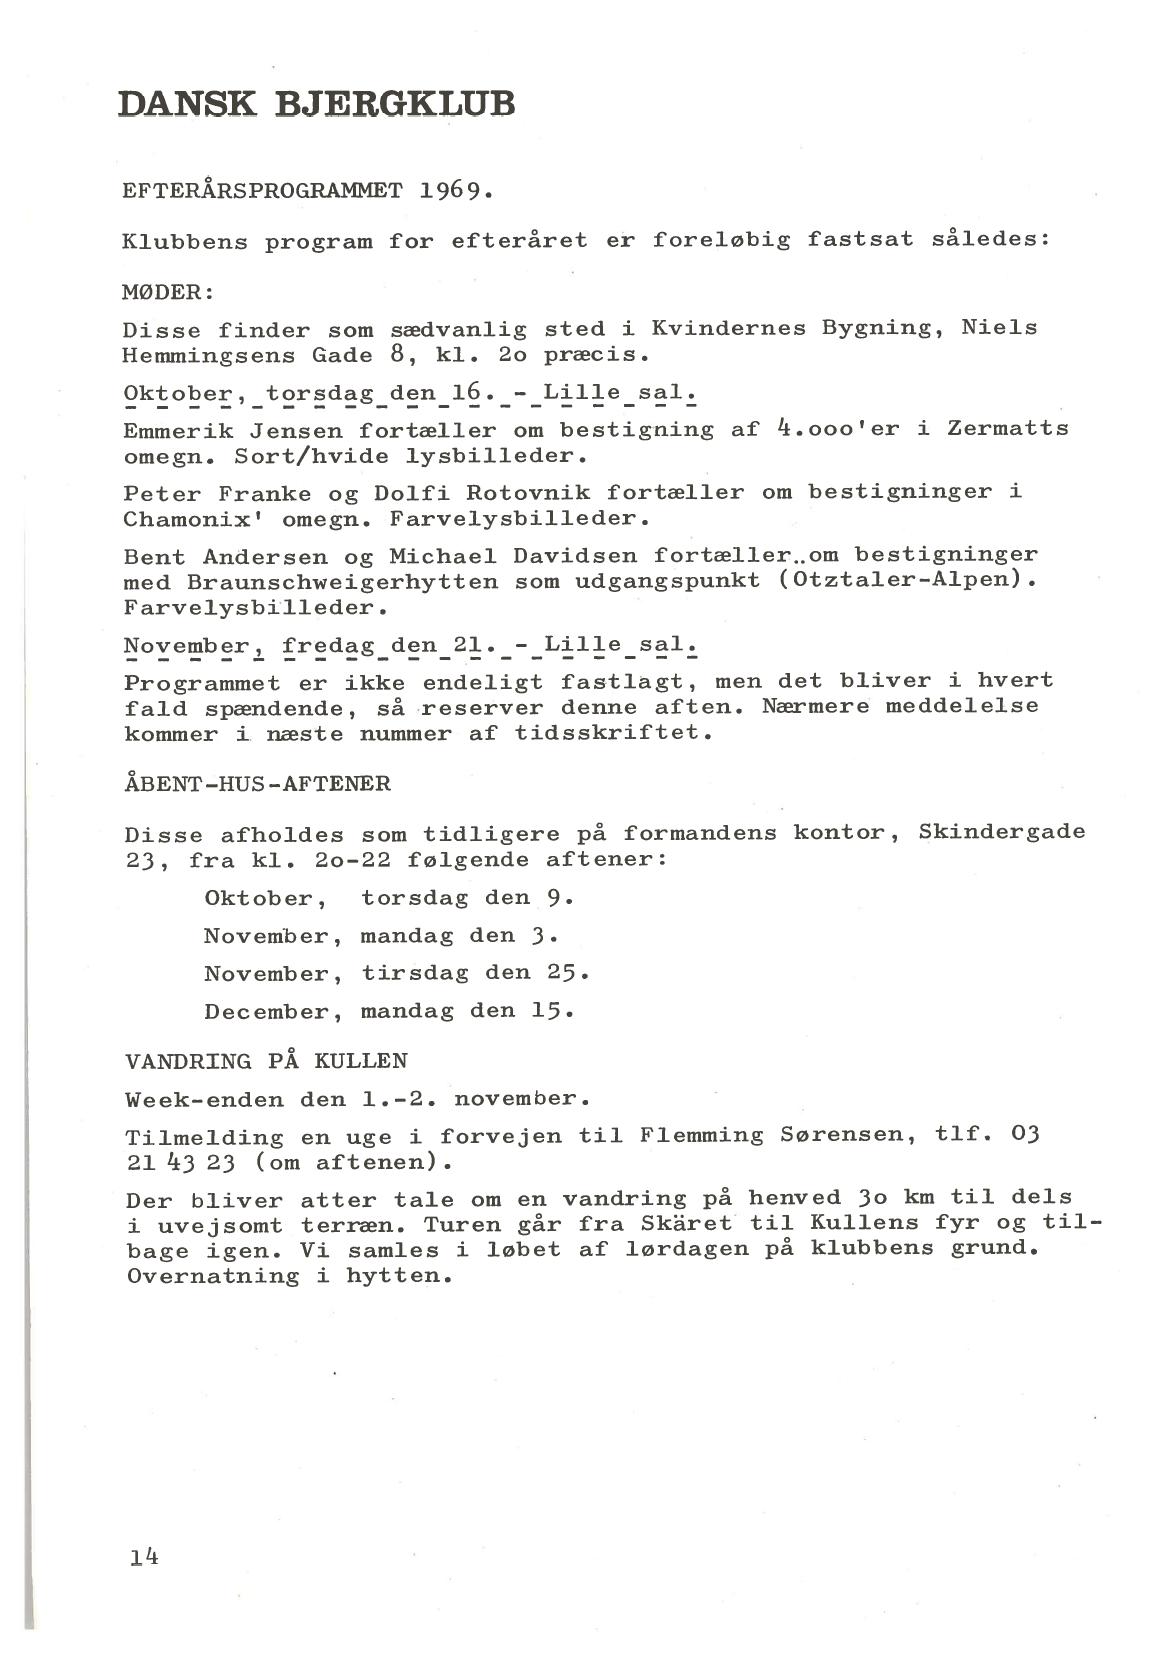 DANSK BJERGKLUB
EFTERÅRSPROGRAMMET 1969.
Klubbens program for efteråret er foreløbig fastsat således:
MØDER:
Disse finder som sædvanlig sted i Kvindernes Bygning, Niels
Hemmingsens Gade 8, kl. 2o præcis.
Oktober, torsdag den 16. - Lille sal.
Emmerik Jensen fortæller om bestigning af 4.ooo'er i Zermatts
omegn. Sort/hvide lysbilleder.
Peter Franke og Dolfi Rotovnik fortæller om bestigninger i
Chamonix' omegn. Farvelysbilleder.
Bent Andersen og Michael Davidsen fortæller om bestigninger
med Braunschweigerhytten som udgangspunkt (Ötztaler-Alpen).
Farvelysbilleder.
November, fredag den 21. - Lille sal.
Programmet er ikke endeligt fastlagt, men det bliver i hvert
fald spændende, så reserver denne aften. Nærmere meddelelse
kommer i næste nummer af tidsskriftet.
ÅBENT-HUS-AFTENER
Disse afholdes som tidligere på formandens kontor, Skindergade
23, fra kl. 2o-22 følgende aftener:
Oktober, torsdag den 9.
November, mandag den 3.
November, tirsdag den 25.
December, mandag den 15.
VANDRING PÅ KULLEN
Week-enden den 1.-2. november.
Tilmelding en uge i forvejen til Flemming Sørensen, tlf. 03
21 43 23 (om aftenen).
Der bliver atter tale om en vandring på henved 3o km til dels
i uvejsomt terræn. Turen går fra Skäret til Kullens fyr og til-
bage igen. Vi samles i løbet af lørdagen på klubbens grund.
Overnatning i hytten.
14